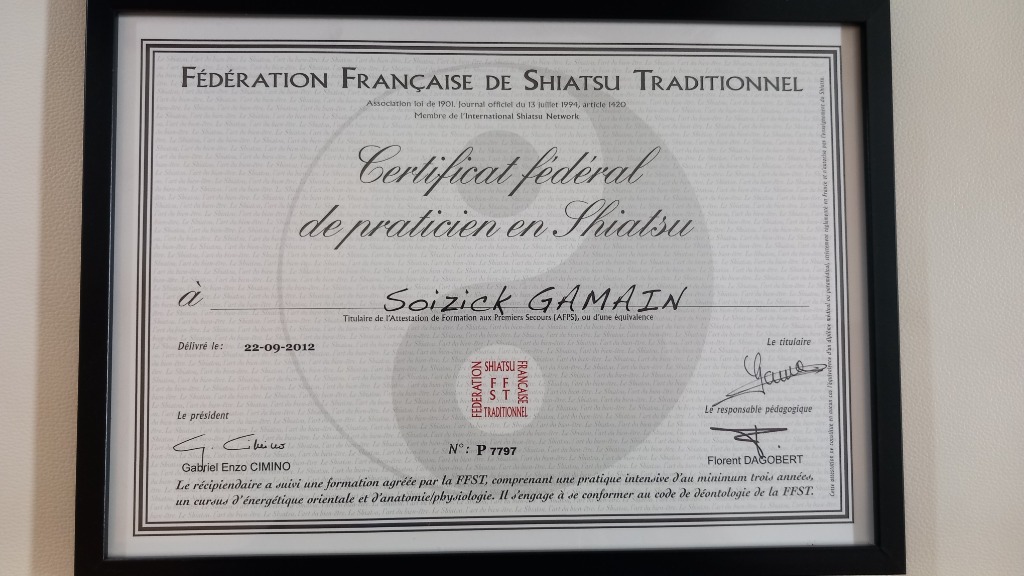 FÉDÉRATION FRANÇAISE DE SHIATSU TRADITIONNEL
Association loi de 1901. Journal officiel du 13 juillet 1994, article 1420
Membre de l'International Shiatsu Network
Certificat fédéral
de praticien en Shiatsu
à Soizick GAMAIN
Titulaire de l'Attestation de Formation aux Premiers Secours (AFPS), ou d'une équivalence
Délivré le: 22-09-2012
Le titulaire
FÉDÉRATION SHIATSU FRANÇAISE
FF
ST
TRADITIONNEL
Le président
Le responsable pédagogique
G. Cimino
N°: P 7797
Gabriel Enzo CIMINO
Florent DAGOBERT
Le récipiendaire a suivi une formation agréée par la FFST, comprenant une pratique intensive d'au minimum trois années,
un cursus d'énergétique orientale et d'anatomie/physiologie. Il s'engage à se conformer au code de déontologie de la FFST.